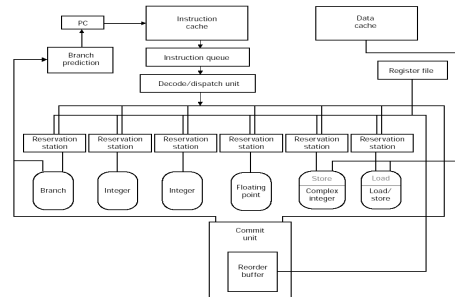 PC
Instruction
cache
Data
cache
Branch
prediction
Instruction queue
Register file
Decode/dispatch unit
Reservation
station
Reservation
station
Reservation
station
Reservation
station
Reservation
station
Reservation
station
Branch
Integer
Integer
Floating
point
Store
Complex
integer
Load
Load/
store
Commit
unit
Reorder
buffer